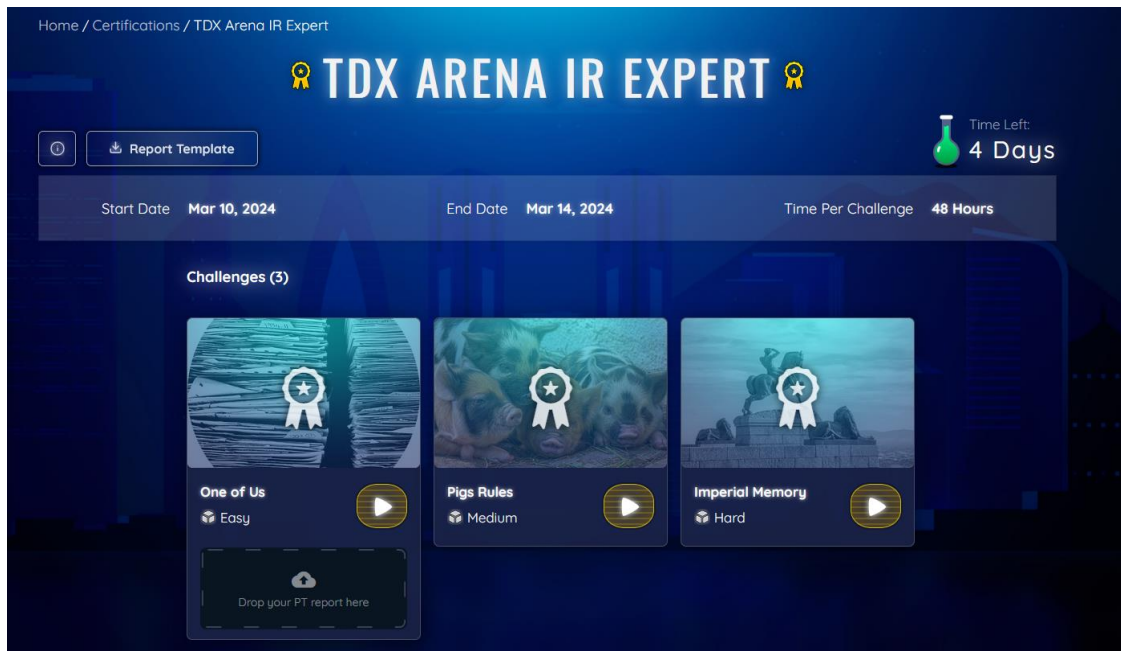 Home / Certifications / TDX Arena IR Expert
TDX ARENA IR EXPERT
Report Template
Time Left:
4 Days
Start Date Mar 10, 2024 End Date Mar 14, 2024 Time Per Challenge 48 Hours
Challenges (3)
One of Us
Easy
Drop your PT report here
Pigs Rules
Medium
Imperial Memory
Hard